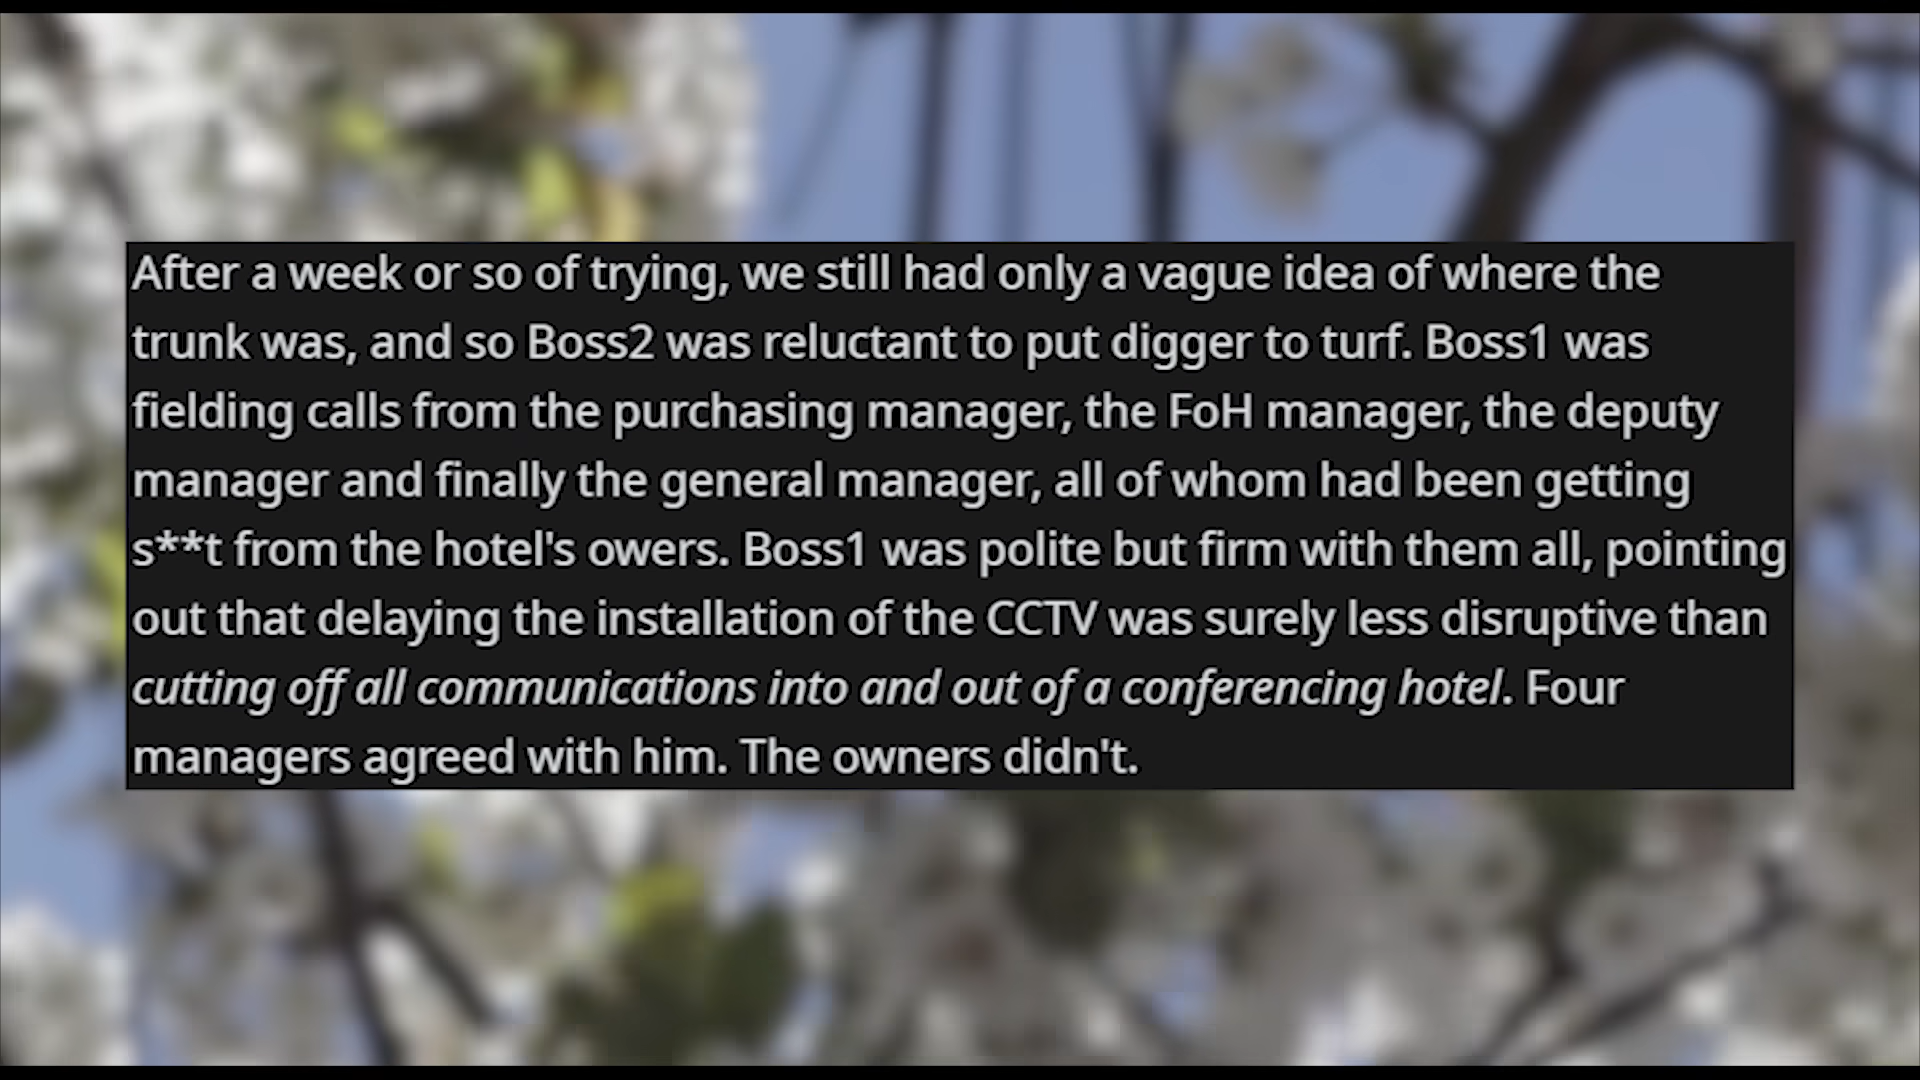 After a week or so of trying, we still had only a vague idea of where the
trunk was, and so Boss2 was reluctant to put digger to turf. Boss1 was
fielding calls from the purchasing manager, the FoH manager, the deputy
manager and finally the general manager, all of whom had been getting
s**t from the hotel's owers. Boss1 was polite but firm with them all, pointing
out that delaying the installation of the CCTV was surely less disruptive than
cutting off all communications into and out of a conferencing hotel. Four
managers agreed with him. The owners didn't.